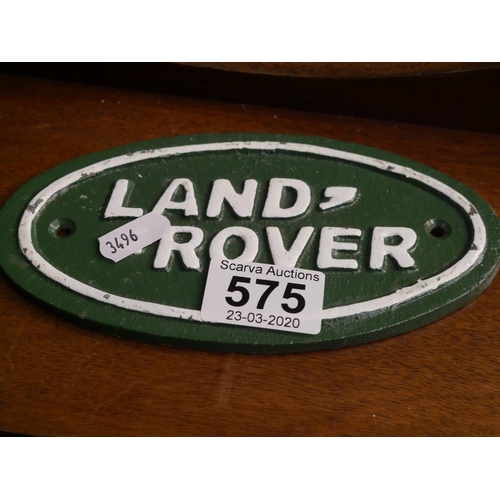 LAND
ROVER
3496
Scarva Auctions
575
23-03-2020